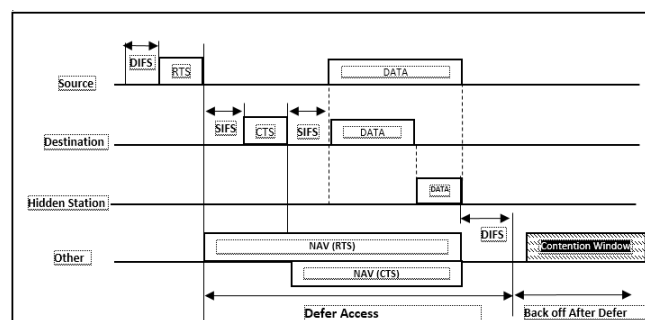 DIFS
RTS
DATA
Source
SIFS
CTS
SIFS
DATA
Destination
DATA
Hidden Station
DIFS
NAV (RTS)
Contention Window
Other
NAV (CTS)
Defer Access
Back off After Defer